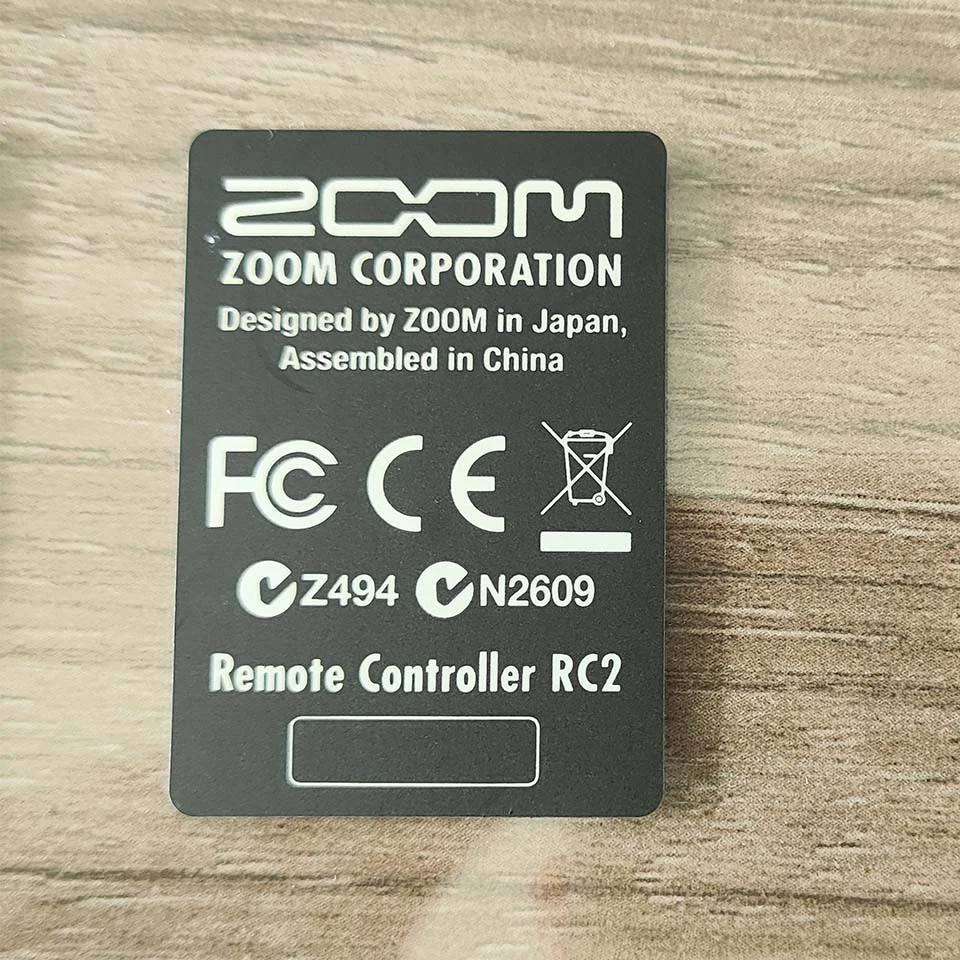 ZOOM
ZOOM CORPORATION
Designed by ZOOM in Japan,
Assembled in China
FC CE
Z494 N2609
Remote Controller RC2